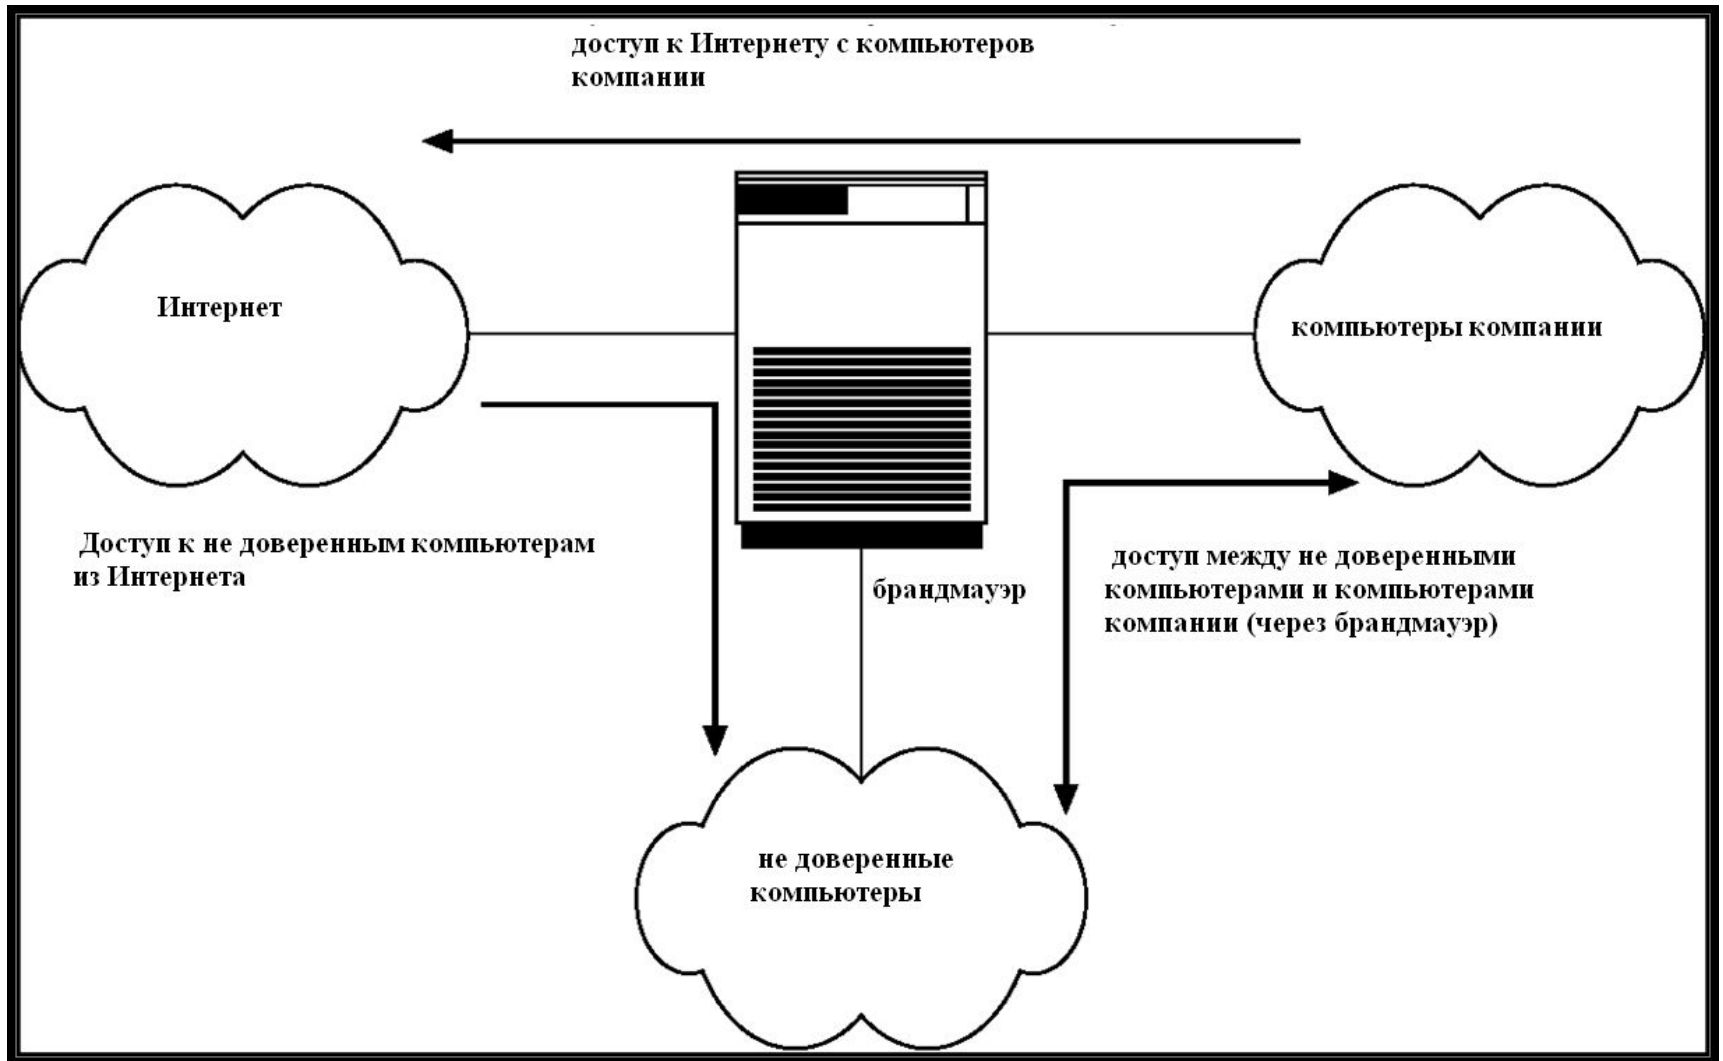 доступ к Интернету с компьютеров
компании
Интернет
компьютеры компании
Доступ к не доверенным компьютерам
из Интернета
брандмауэр
доступ между не доверенными
компьютерами и компьютерами
компании (через брандмауэр)
не доверенные
компьютеры